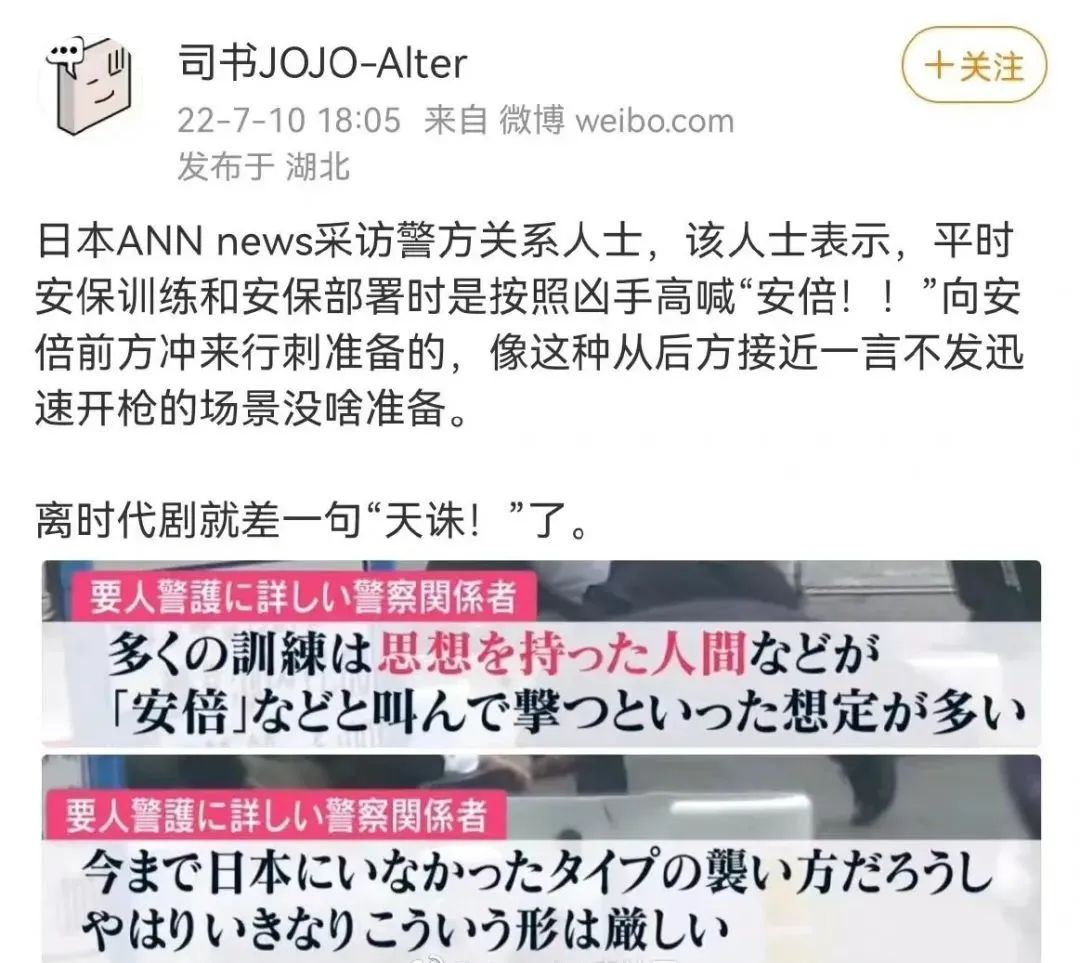 司书JOJO-Alter
+关注
22-7-10 18:05 来自 微博 weibo.com
发布于 湖北
日本ANN news采访警方关系人士，该人士表示，平时
安保训练和安保部署时是按照凶手高喊“安倍！！”向安
倍前方冲来行刺准备的，像这种从后方接近一言不发迅
速开枪的场景没啥准备。
离时代剧就差一句“天诛！”了。
要人警護に詳しい警察関係者
多くの訓練は思想を持った人間などが
「安倍」などと叫んで撃つといった想定が多い
要人警護に詳しい警察関係者
今まで日本にいなかったタイプの襲い方だろうし
やはりいきなりこういう形は厳しい